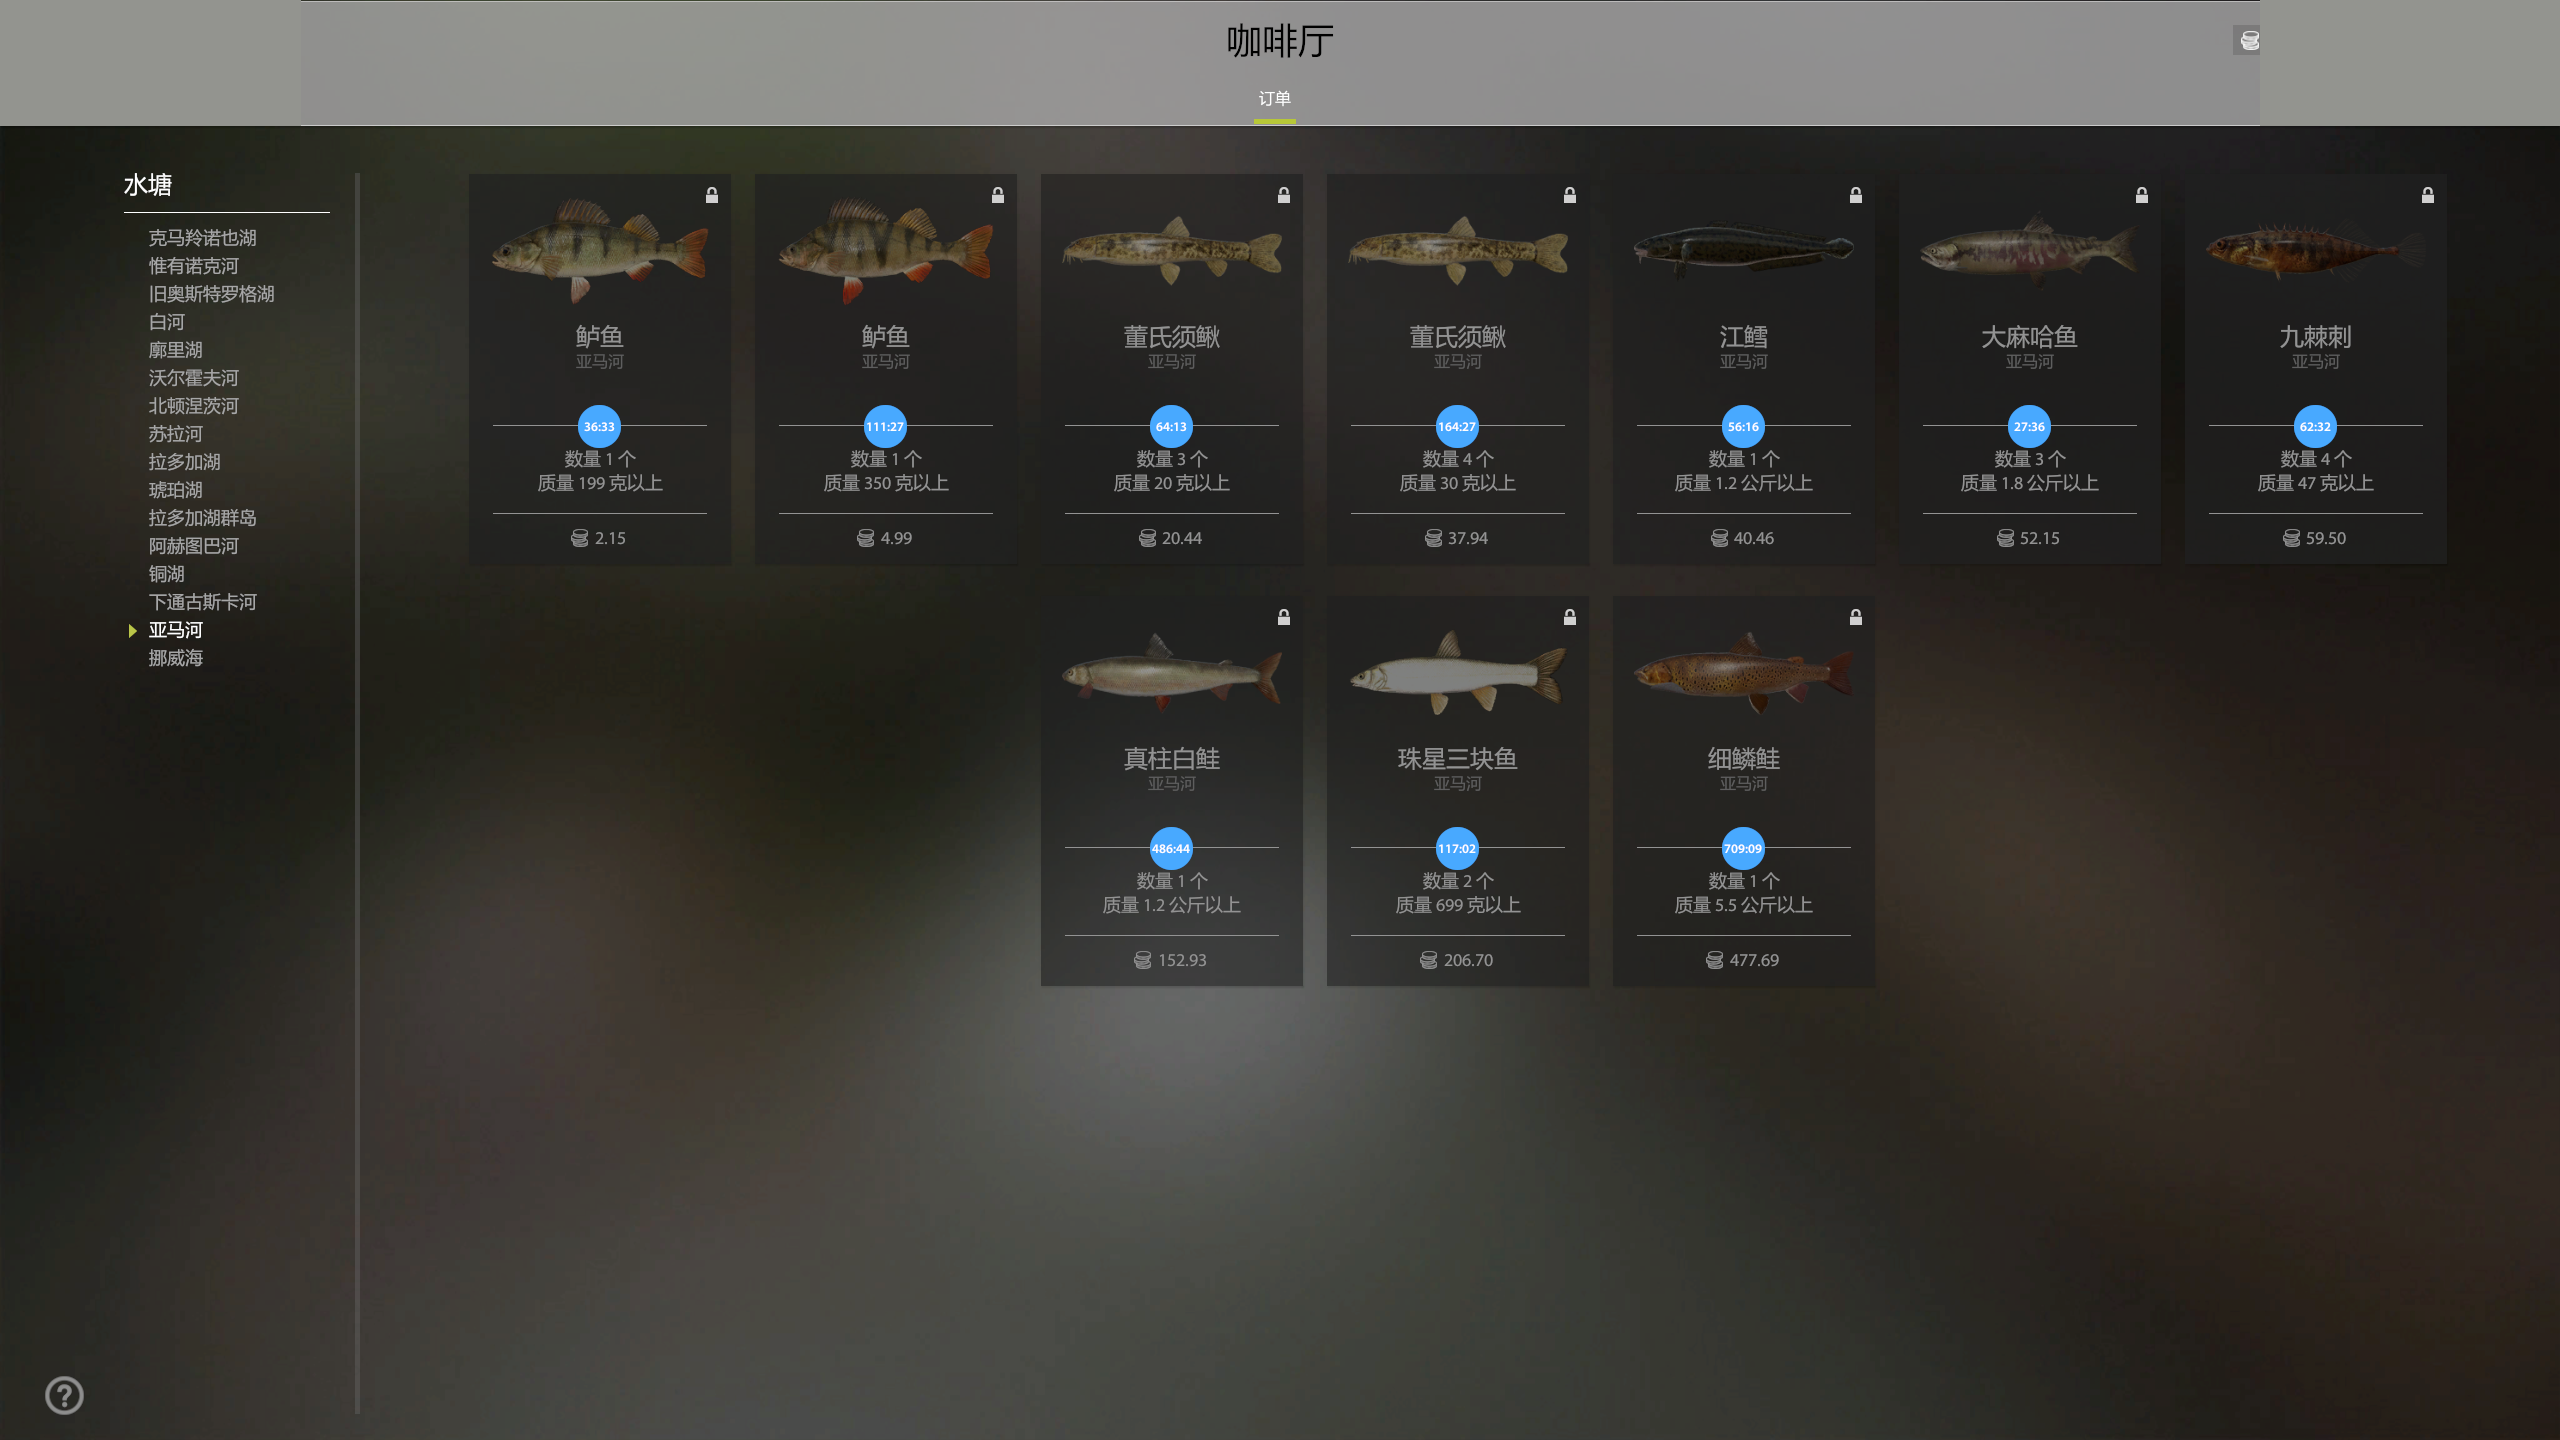 咖啡厅
订单
水塘
克马羚诺也湖
惟有诺克河
旧奥斯特罗格湖
白河
廓里湖
沃尔霍夫河
北顿涅茨河
苏拉河
拉多加湖
琥珀湖
拉多加湖群岛
阿赫图巴河
铜湖
下通古斯卡河
亚马河
挪威海
鲈鱼
亚马河
36:33
数量 1 个
质量 199 克以上
2.15
鲈鱼
亚马河
111:27
数量 1 个
质量 350 克以上
4.99
董氏须鳅
亚马河
64:13
数量 3 个
质量 20 克以上
20.44
董氏须鳅
亚马河
164:27
数量 4 个
质量 30 克以上
37.94
江鳕
亚马河
56:16
数量 1 个
质量 1.2 公斤以上
40.46
大麻哈鱼
亚马河
27:36
数量 3 个
质量 1.8 公斤以上
52.15
九棘刺
亚马河
62:32
数量 4 个
质量 47 克以上
59.50
真柱白鲑
亚马河
486:44
数量 1 个
质量 1.2 公斤以上
152.93
珠星三块鱼
亚马河
117:02
数量 2 个
质量 699 克以上
206.70
细鳞鲑
亚马河
709:09
数量 1 个
质量 5.5 公斤以上
477.69
?